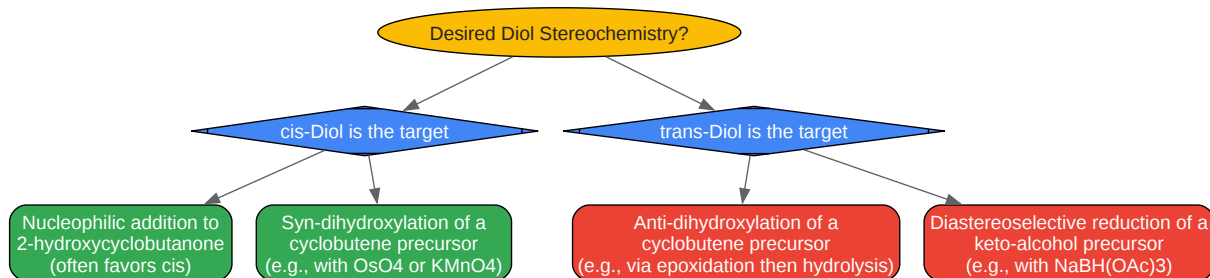 Desired Diol Stereochemistry?
cis-Diol is the target
trans-Diol is the target
Nucleophilic addition to
2-hydroxycyclobutanone
(often favors cis)
Syn-dihydroxylation of a
cyclobutene precursor
(e.g., with OsO4 or KMnO4)
Anti-dihydroxylation of a
cyclobutene precursor
(e.g., via epoxidation then hydrolysis)
Diastereoselective reduction of a
keto-alcohol precursor
(e.g., with NaBH(OAc)3)